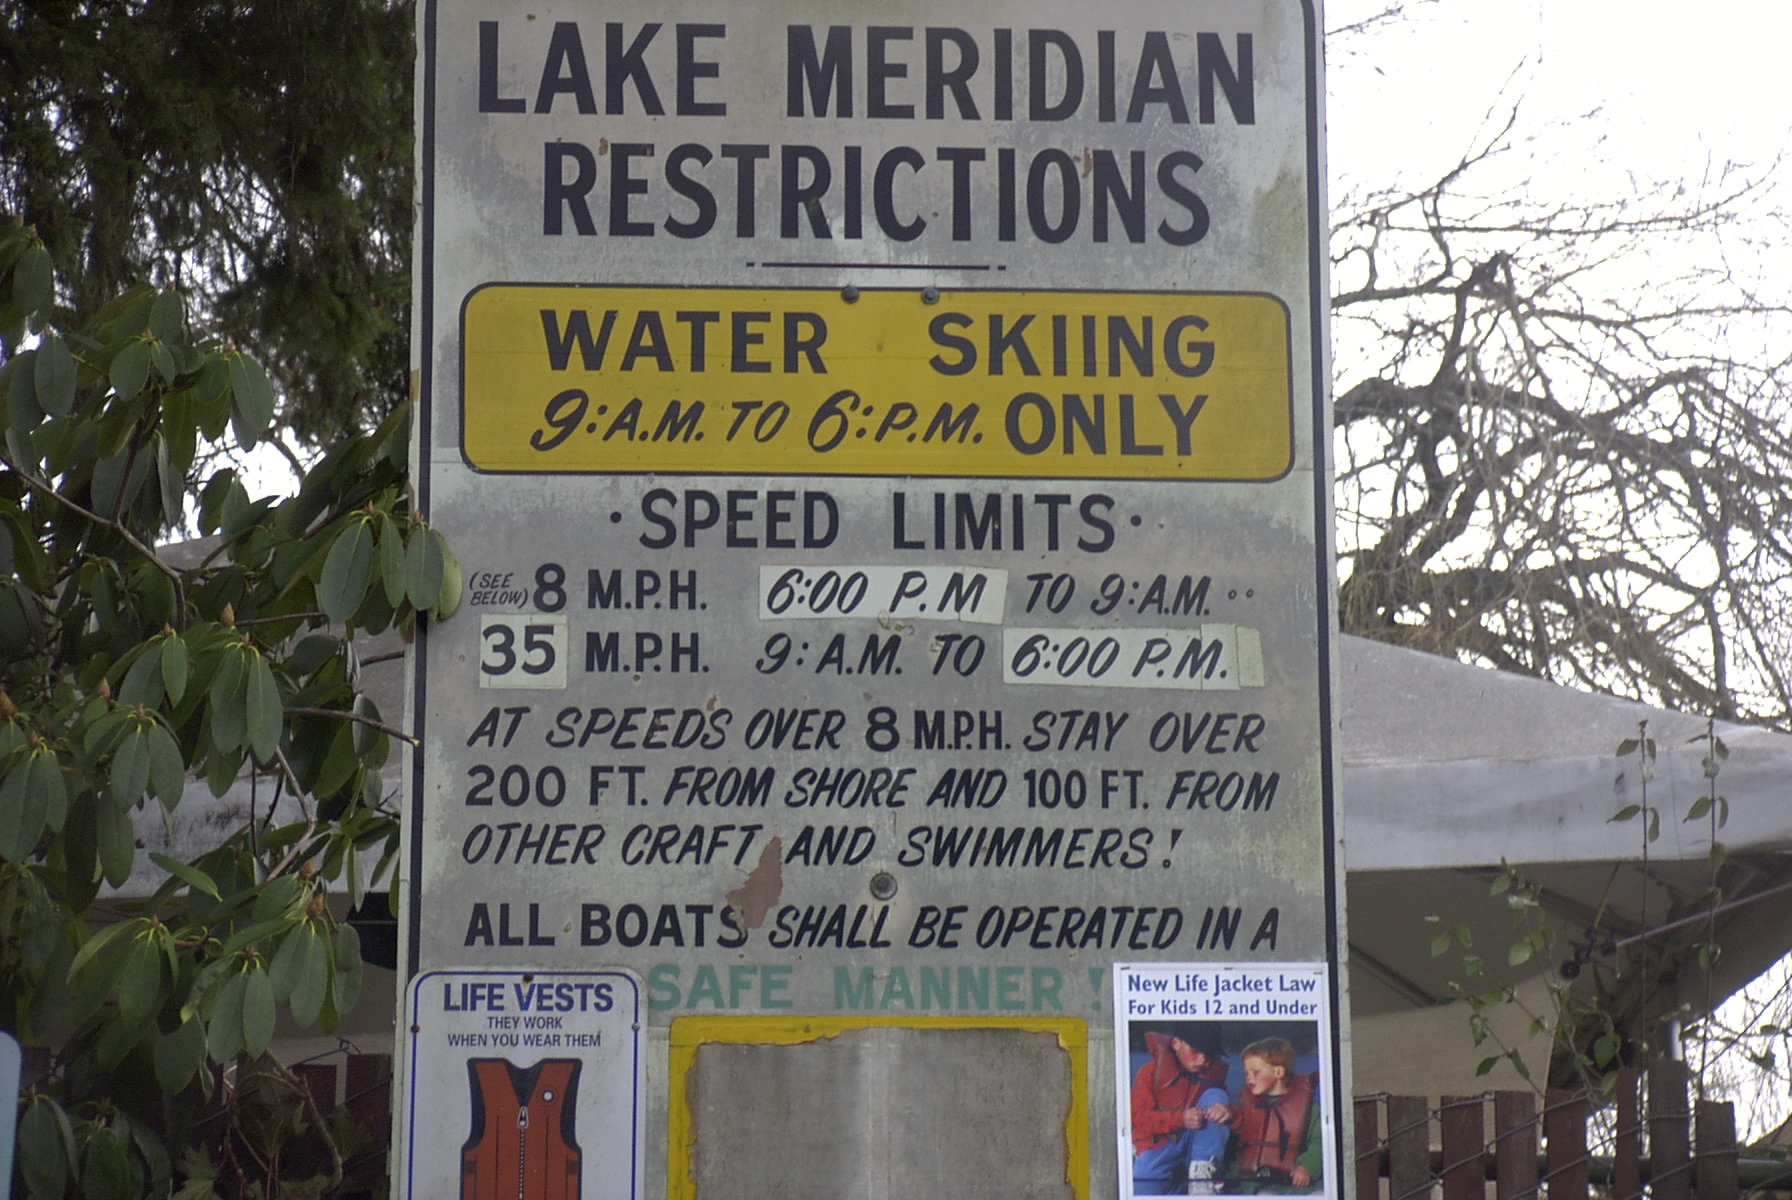 LAKE MERIDIAN
RESTRICTIONS
WATER SKIING
9:A.M. TO 6:P.M. ONLY
·SPEED LIMITS·
(SEE BELOW) 8 M.P.H. 6:00 P.M TO 9:A.M...
35 M.P.H. 9:A.M. TO 6:00 P.M.
AT SPEEDS OVER 8 M.P.H. STAY OVER
200 FT. FROM SHORE AND 100 FT. FROM
OTHER CRAFT AND SWIMMERS!
ALL BOATS SHALL BE OPERATED IN A
SAFE MANNER!
LIFE VESTS
THEY WORK
WHEN YOU WEAR THEM
New Life Jacket Law
For Kids 12 and Under